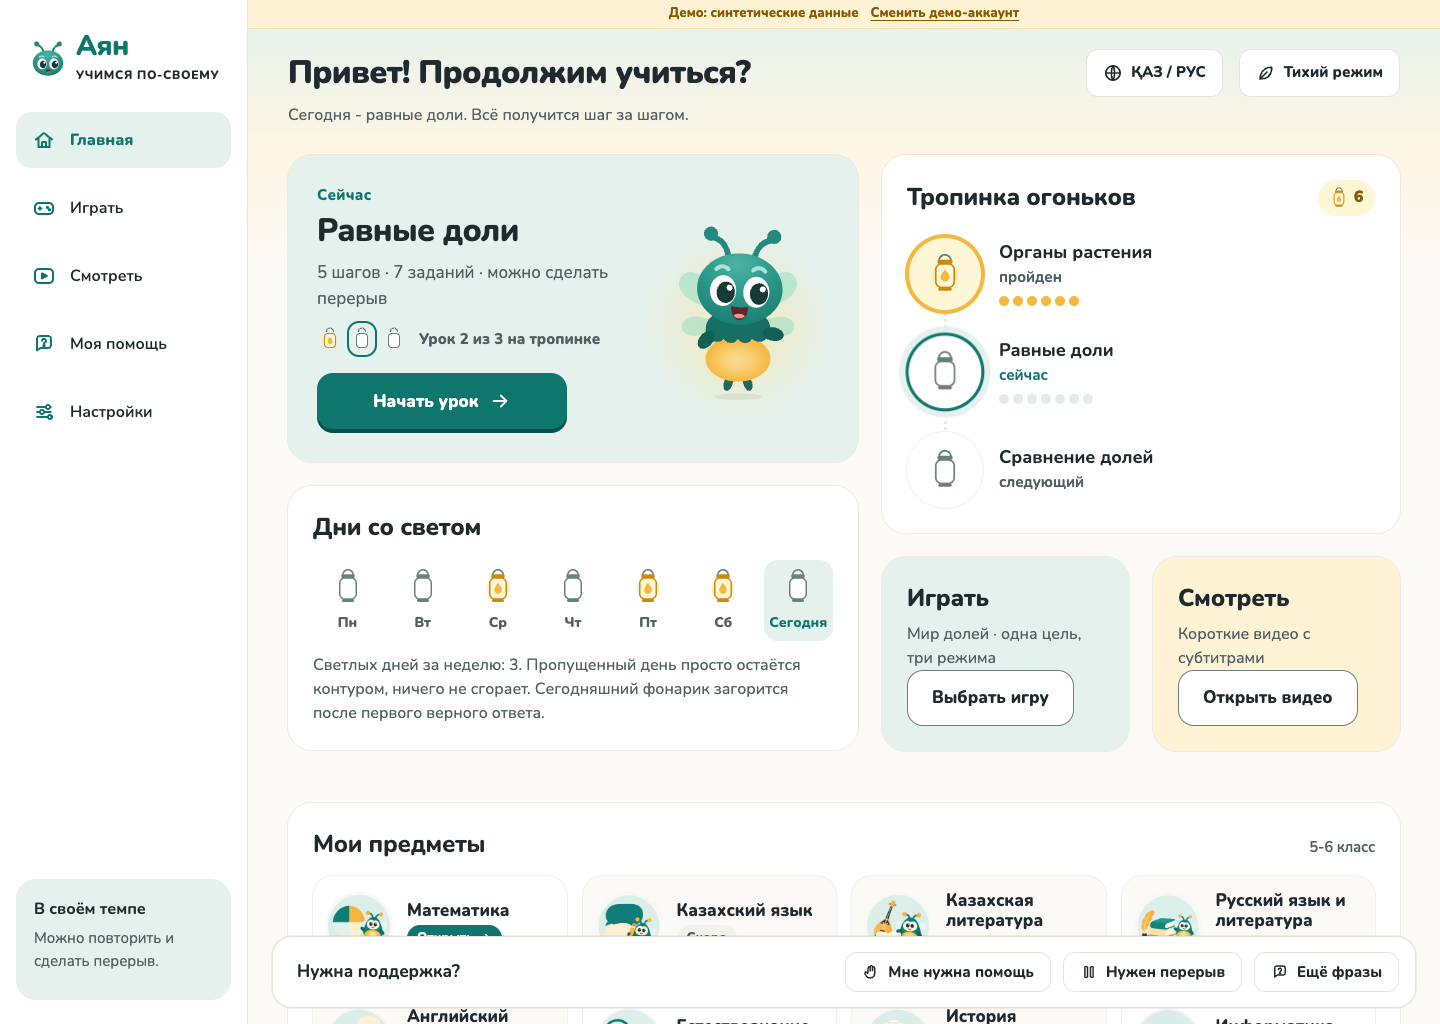 Демо: синтетические данные Сменить демо-аккаунт
Аян
УЧИМСЯ ПО-СВОЕМУ
Главная
Играть
Смотреть
Моя помощь
Настройки
В своём темпе
Можно повторить и
сделать перерыв.
Привет! Продолжим учиться?
Сегодня - равные доли. Всё получится шаг за шагом.
ҚАЗ / РУС
Тихий режим
Сейчас
Равные доли
5 шагов · 7 заданий · можно сделать
перерыв
Урок 2 из 3 на тропинке
Начать урок
Тропинка огоньков
6
Органы растения
пройден
Равные доли
сейчас
Сравнение долей
следующий
Дни со светом
Пн Вт Ср Чт Пт Сб Сегодня
Светлых дней за неделю: 3. Пропущенный день просто остаётся
контуром, ничего не сгорает. Сегодняшний фонарик загорится
после первого верного ответа.
Играть
Мир долей · одна цель,
три режима
Выбрать игру
Смотреть
Короткие видео с
субтитрами
Открыть видео
Мои предметы
5-6 класс
Математика
Казахский язык
Казахская
литература
Русский язык и
литература
Нужна поддержка?
Мне нужна помощь
Нужен перерыв
Ещё фразы
Английский
История